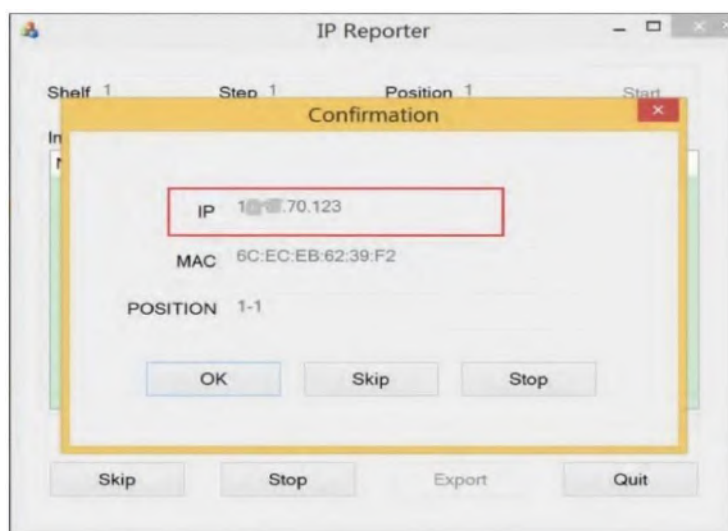 IP Reporter
Shelf 1 Step 1 Position 1 Start
Confirmation
IP .70.123
MAC 6C:EC:EB:62:39:F2
POSITION 1-1
OK Skip Stop
Skip Stop Export Quit